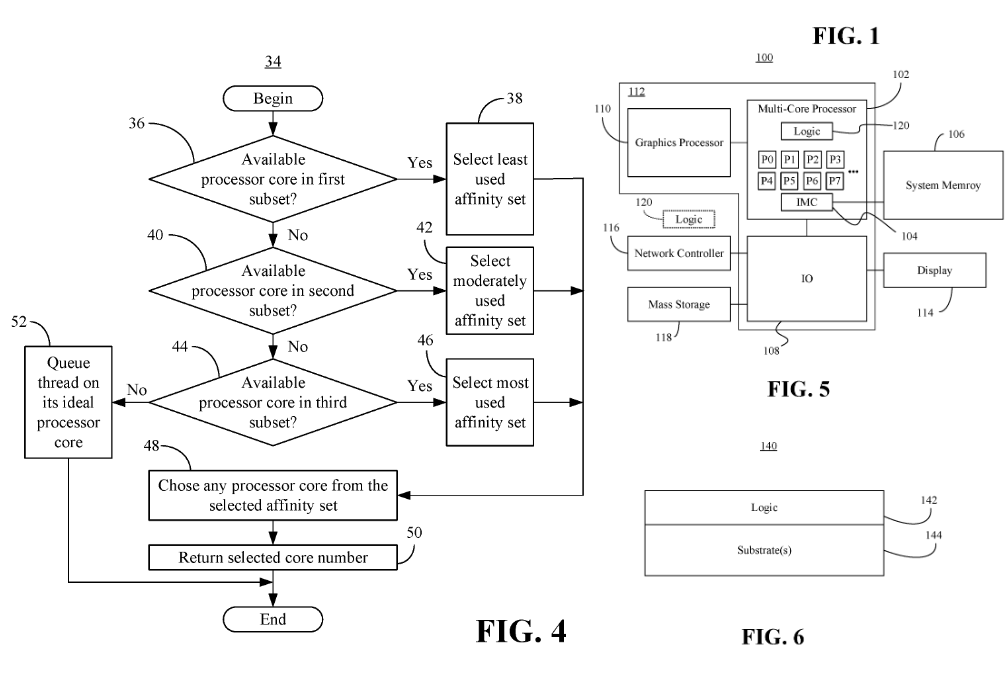 34
Begin
36
Available
processor core in first
subset?
Yes
38
Select least
used
affinity set
No
40
Available
processor core in second
subset?
Yes
42
Select
moderately
used
affinity set
No
44
Available
processor core in third
subset?
Yes
46
Select most
used
affinity set
No
52
Queue
thread on
its ideal
processor
core
48
Chose any processor core from the
selected affinity set
Return selected core number
50
End
FIG. 4
FIG. 1
100
112
110
Graphics Processor
102
Multi-Core Processor
Logic
120
P0 P1 P2 P3
P4 P5 P6 P7
...
IMC
104
106
System Memroy
120
Logic
116
Network Controller
Mass Storage
118
IO
108
Display
114
FIG. 5
140
Logic
142
Substrate(s)
144
FIG. 6